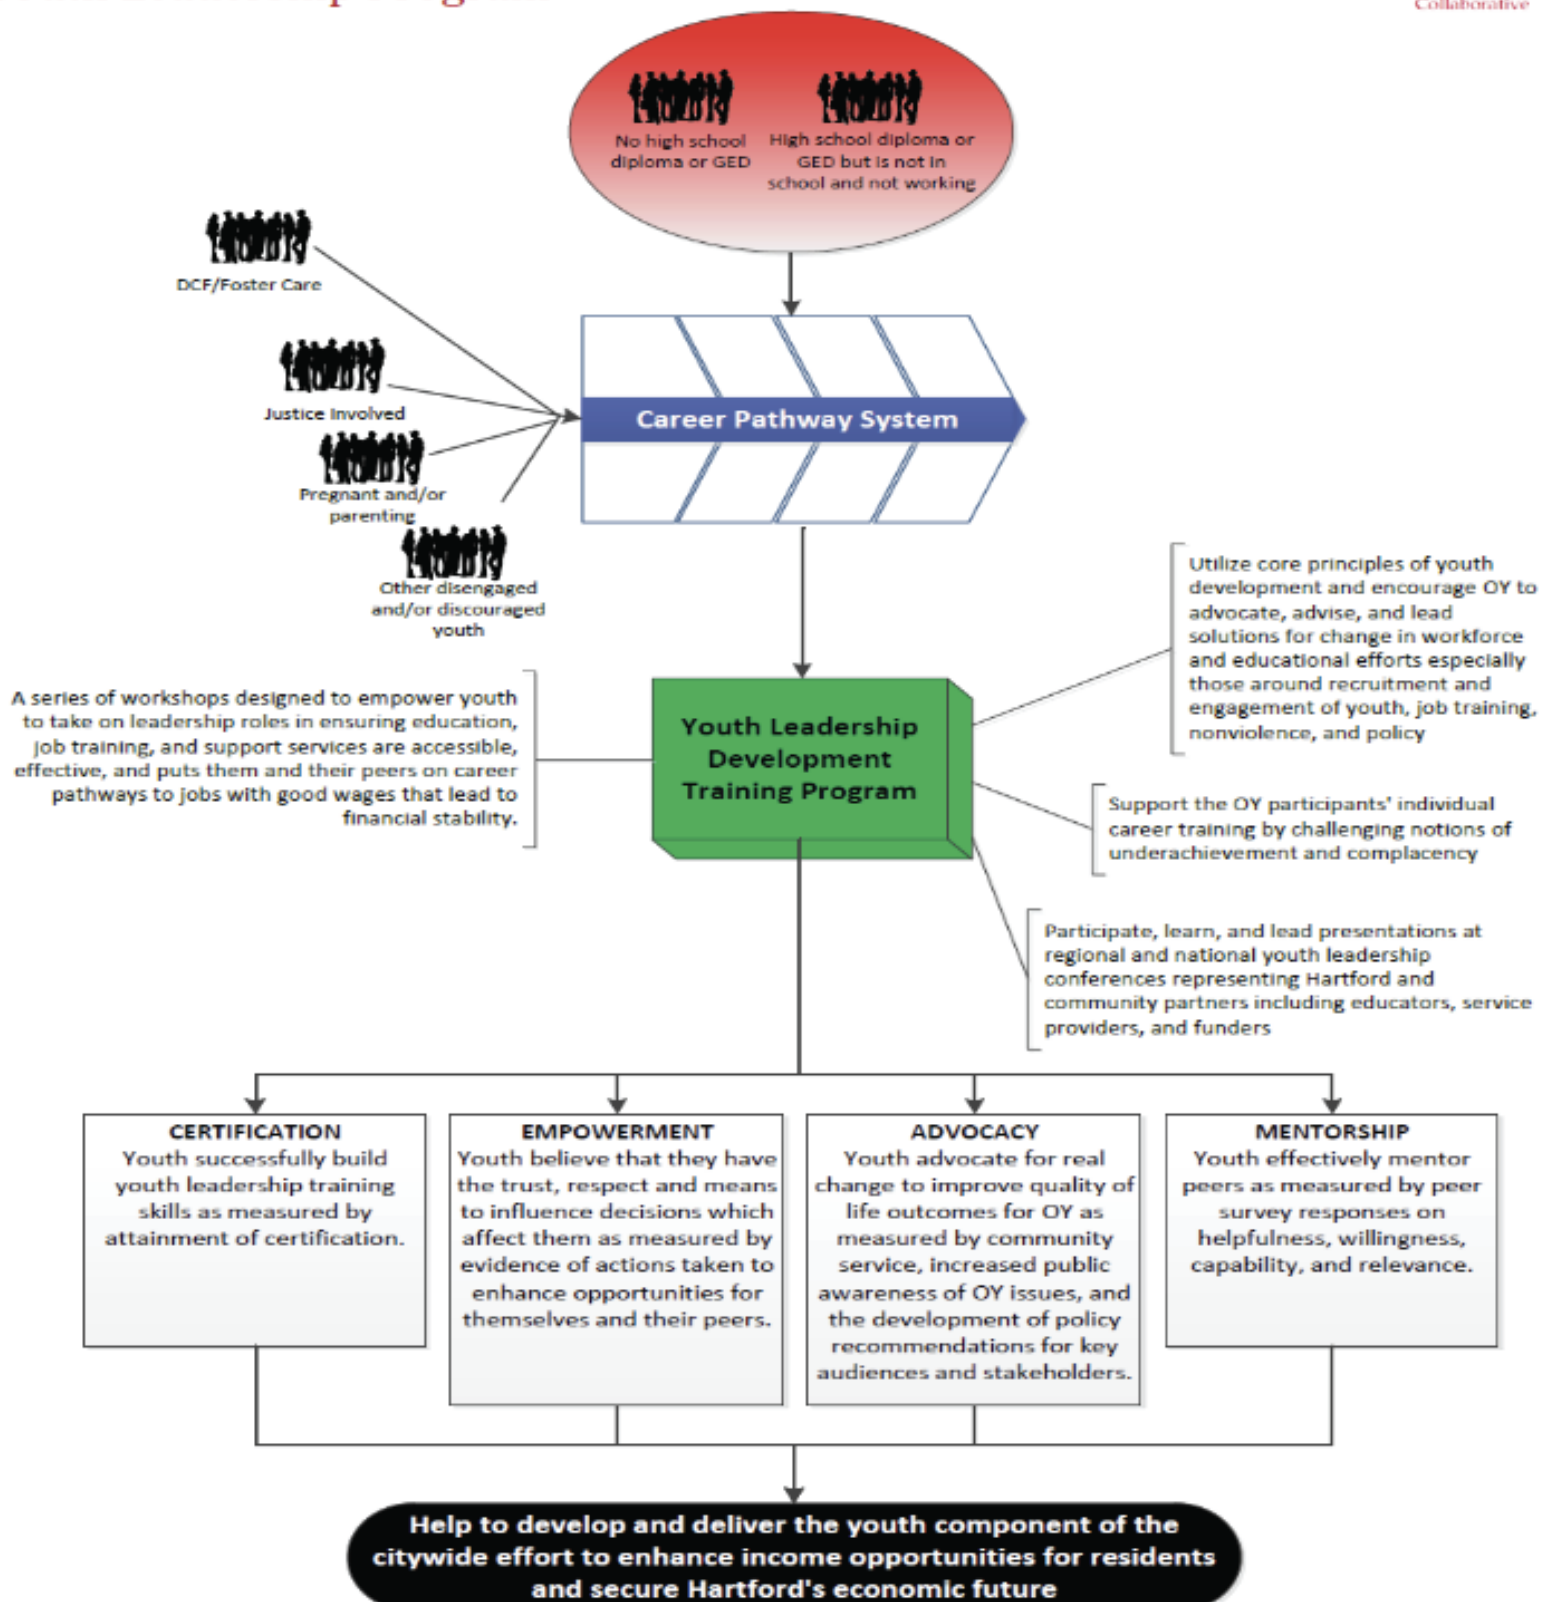 Collaborative
No high school
diploma or GED
High school diploma or
GED but is not in
school and not working
DCF/Foster Care
Justice Involved
Pregnant and/or
parenting
Other disengaged
and/or discouraged
youth
Career Pathway System
Utilize core principles of youth
development and encourage OY to
advocate, advise, and lead
solutions for change in workforce
and educational efforts especially
those around recruitment and
engagement of youth, job training,
nonviolence, and policy
A series of workshops designed to empower youth
to take on leadership roles in ensuring education,
job training, and support services are accessible,
effective, and puts them and their peers on career
pathways to jobs with good wages that lead to
financial stability.
Youth Leadership
Development
Training Program
Support the OY participants' individual
career training by challenging notions of
underachievement and complacency
Participate, learn, and lead presentations at
regional and national youth leadership
conferences representing Hartford and
community partners including educators, service
providers, and funders
CERTIFICATION
Youth successfully build
youth leadership training
skills as measured by
attainment of certification.
EMPOWERMENT
Youth believe that they have
the trust, respect and means
to influence decisions which
affect them as measured by
evidence of actions taken to
enhance opportunities for
themselves and their peers.
ADVOCACY
Youth advocate for real
change to improve quality of
life outcomes for OY as
measured by community
service, increased public
awareness of OY issues, and
the development of policy
recommendations for key
audiences and stakeholders.
MENTORSHIP
Youth effectively mentor
peers as measured by peer
survey responses on
helpfulness, willingness,
capability, and relevance.
Help to develop and deliver the youth component of the
citywide effort to enhance income opportunities for residents
and secure Hartford's economic future